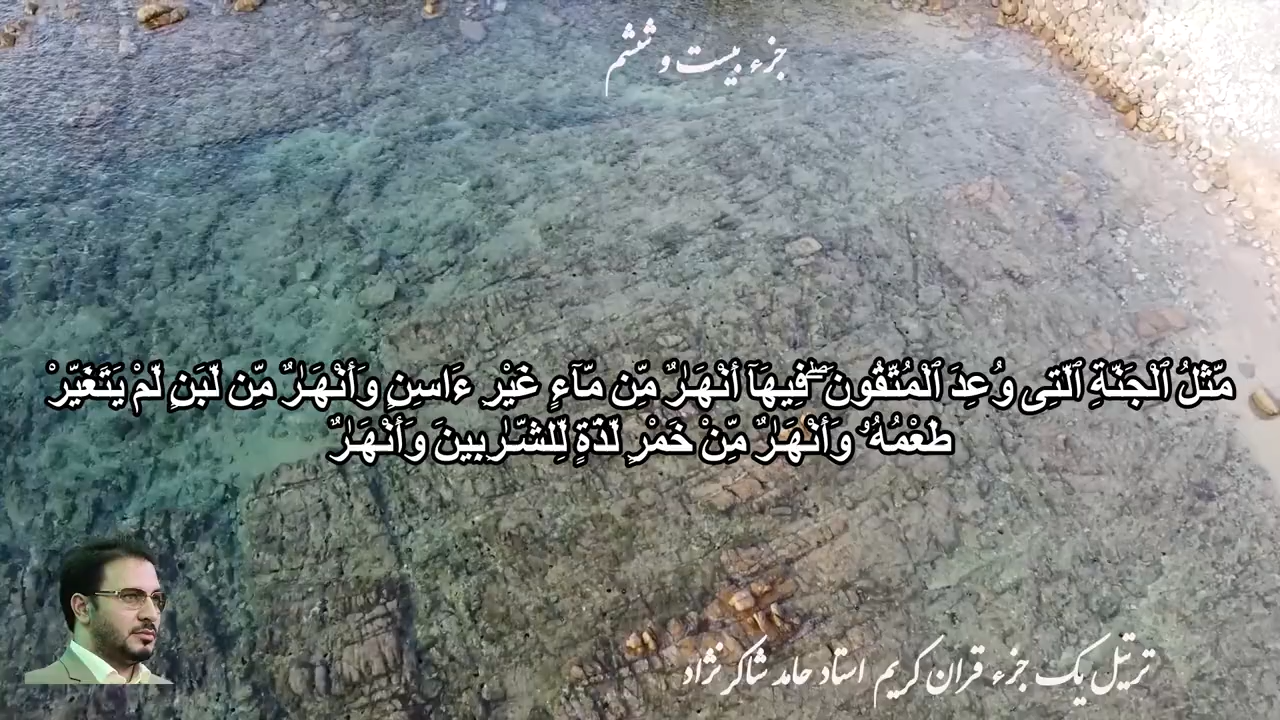 جزء بیست و ششم
مَّثَلُ ٱلْجَنَّةِ ٱلَّتِى وُعِدَ ٱلْمُتَّقُونَ ۖ فِيهَآ أَنْهَـٰرٌ مِّن مَّآءٍ غَيْرِ ءَاسِنٍ وَأَنْهَـٰرٌ مِّن لَّبَنٍ لَّمْ يَتَغَيَّرْ
طَعْمُهُۥ وَأَنْهَـٰرٌ مِّنْ خَمْرٍ لَّذَّةٍ لِّلشَّـٰرِبِينَ وَأَنْهَـٰرٌ
ترتیل یک جزء قران کریم استاد حامد شاکرنژاد